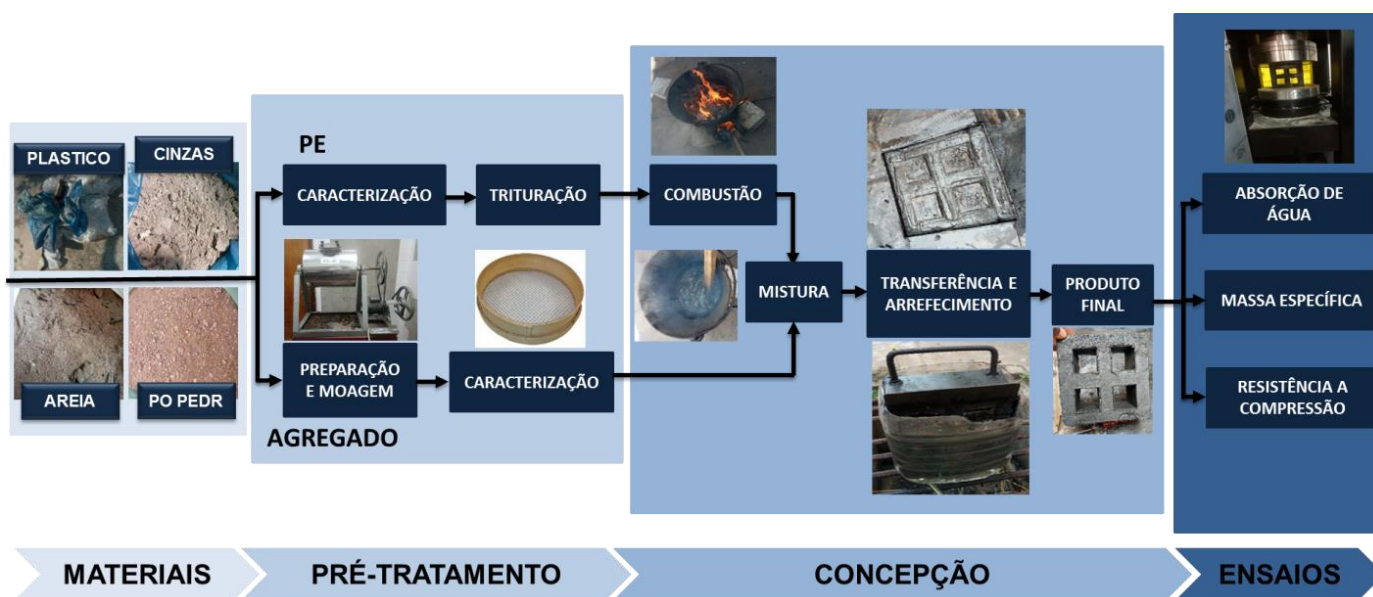 PLASTICO
CINZAS
AREIA
PO PEDR
PE
CARACTERIZAÇÃO
TRITURAÇÃO
PREPARAÇÃO
E MOAGEM
CARACTERIZAÇÃO
AGREGADO
COMBUSTÃO
MISTURA
TRANSFERÊNCIA E
ARREFECIMENTO
PRODUTO
FINAL
ABSORÇÃO DE
ÁGUA
MASSA ESPECÍFICA
RESISTÊNCIA A
COMPRESSÃO
MATERIAIS
PRÉ-TRATAMENTO
CONCEPÇÃO
ENSAIOS